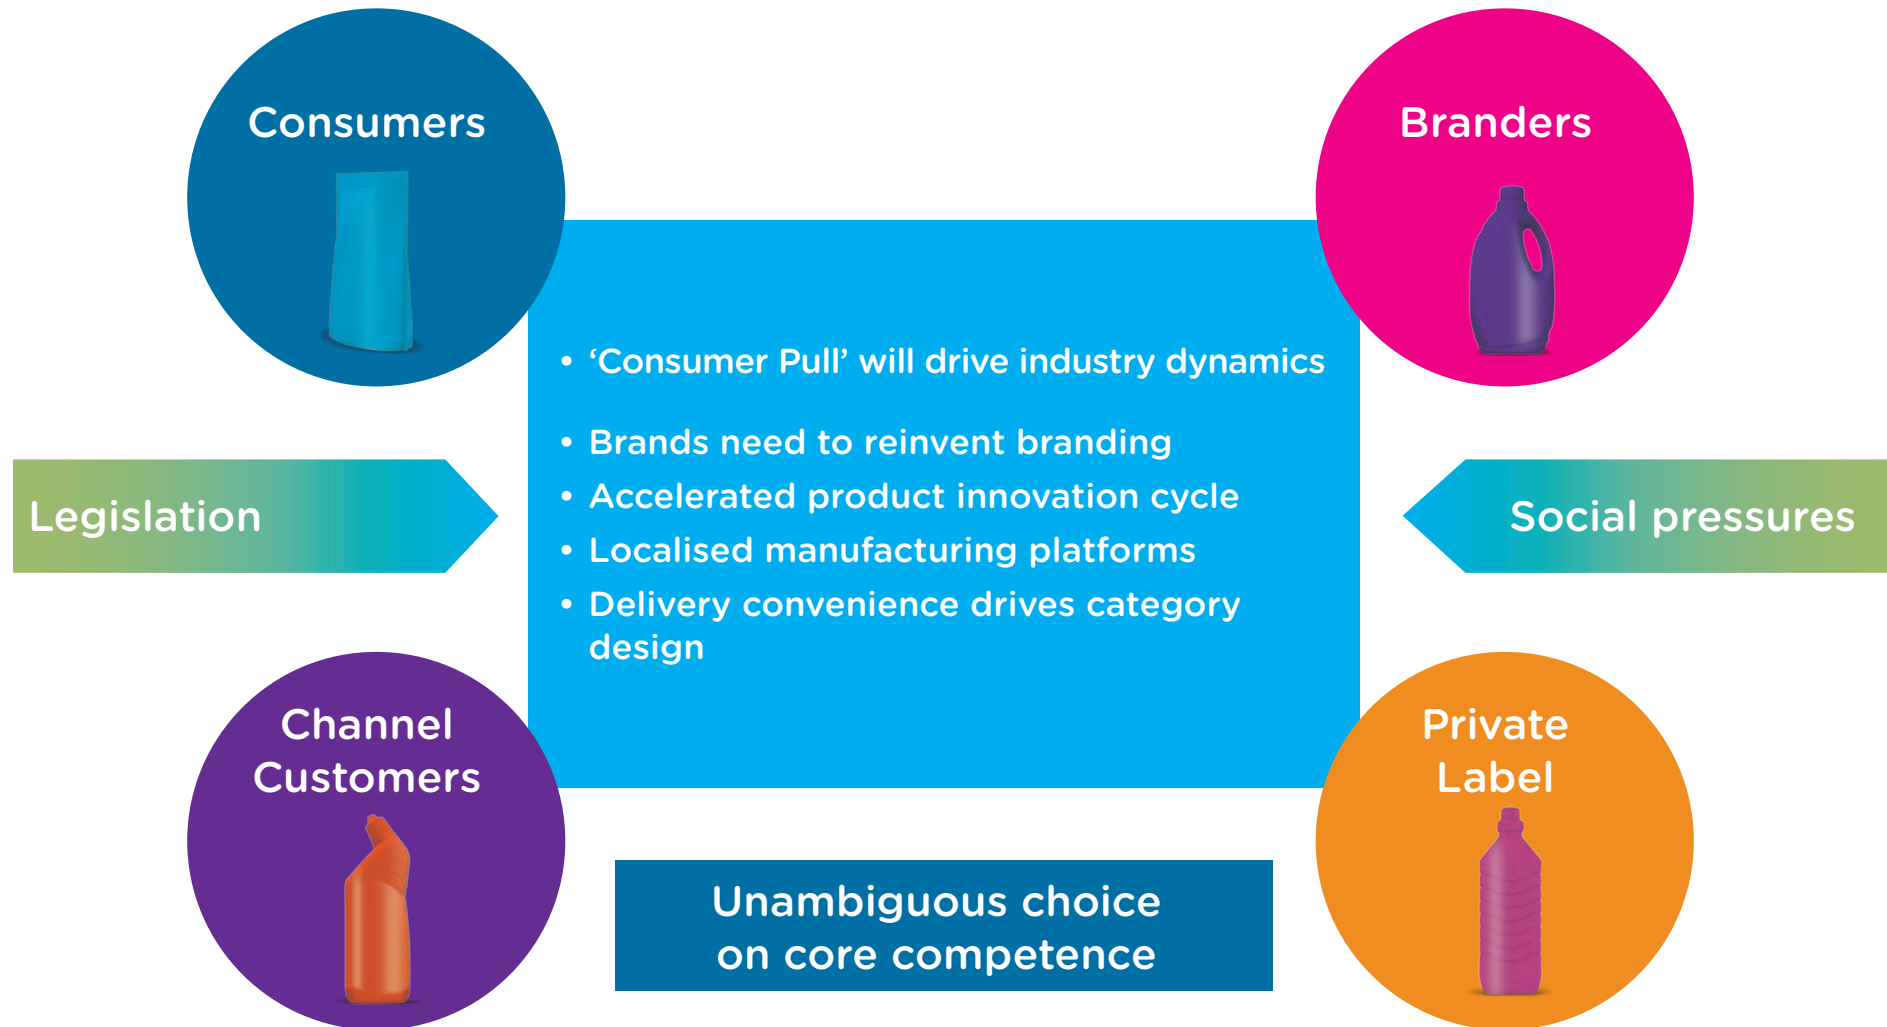 Consumers
Branders
• ‘Consumer Pull’ will drive industry dynamics
• Brands need to reinvent branding
• Accelerated product innovation cycle
• Localised manufacturing platforms
• Delivery convenience drives category
design
Legislation
Social pressures
Channel
Customers
Private
Label
Unambiguous choice
on core competence